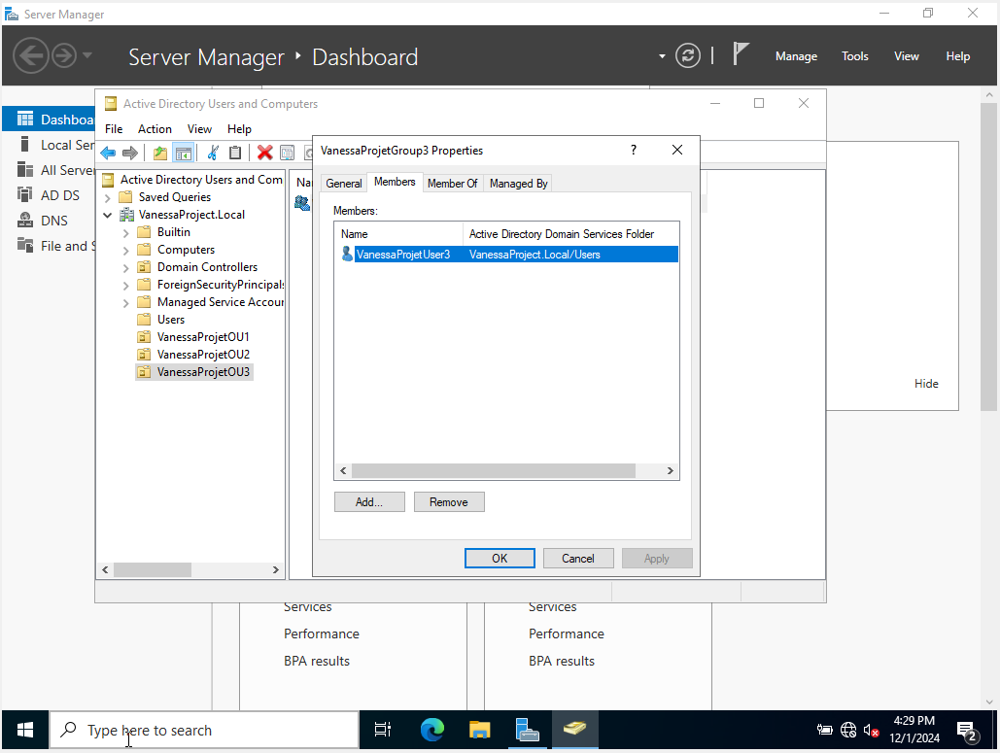 Server Manager
Server Manager • Dashboard
Manage Tools View Help
Dashboa
Local Ser
All Server
AD DS
DNS
File and S
Active Directory Users and Computers
File Action View Help
Active Directory Users and Com
Saved Queries
VanessaProject.Local
Builtin
Computers
Domain Controllers
ForeignSecurityPrincipals
Managed Service Accour
Users
VanessaProjetOU1
VanessaProjetOU2
VanessaProjetOU3
Na
VanessaProjetGroup3 Properties
?
General Members Member Of Managed By
Members:
Name Active Directory Domain Services Folder
VanessaProjetUser3 VanessaProject.Local/Users
Add... Remove
OK Cancel Apply
Hide
Services Services
Performance Performance
BPA results BPA results
Type here to search
4:29 PM
12/1/2024
2